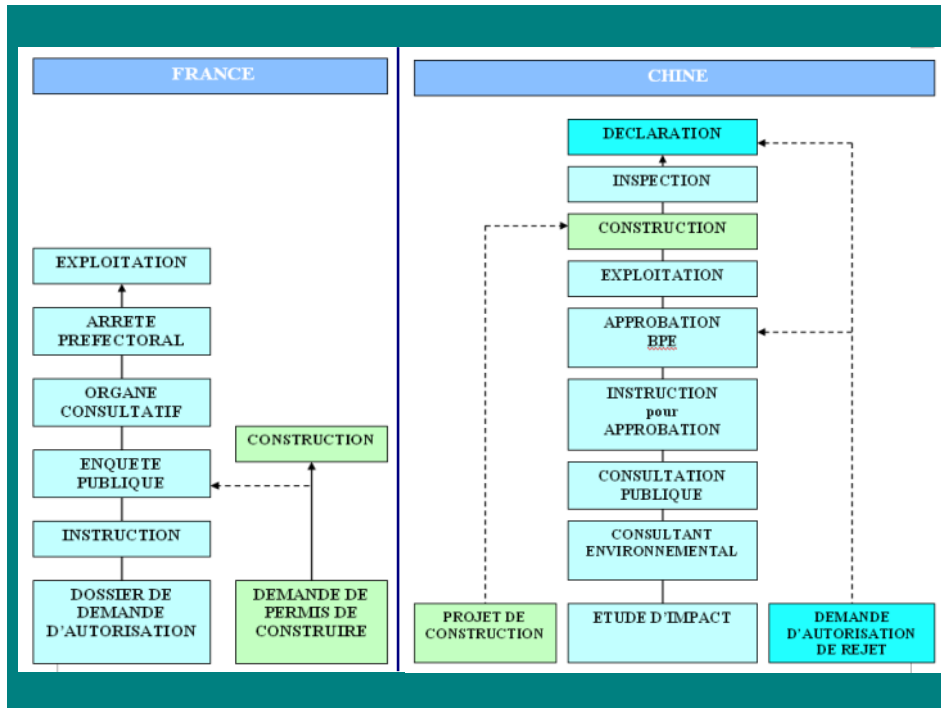 FRANCE
EXPLOITATION
ARRETE
PREFECTORAL
ORGANE
CONSULTATIF
ENQUETE
PUBLIQUE
INSTRUCTION
DOSSIER DE
DEMANDE
D'AUTORISATION
CONSTRUCTION
DEMANDE DE
PERMIS DE
CONSTRUIRE
CHINE
DECLARATION
INSPECTION
CONSTRUCTION
EXPLOITATION
APPROBATION
BPE
INSTRUCTION
pour
APPROBATION
CONSULTATION
PUBLIQUE
CONSULTANT
ENVIRONNEMENTAL
PROJET DE
CONSTRUCTION
ETUDE D'IMPACT
DEMANDE
D'AUTORISATION
DE REJET